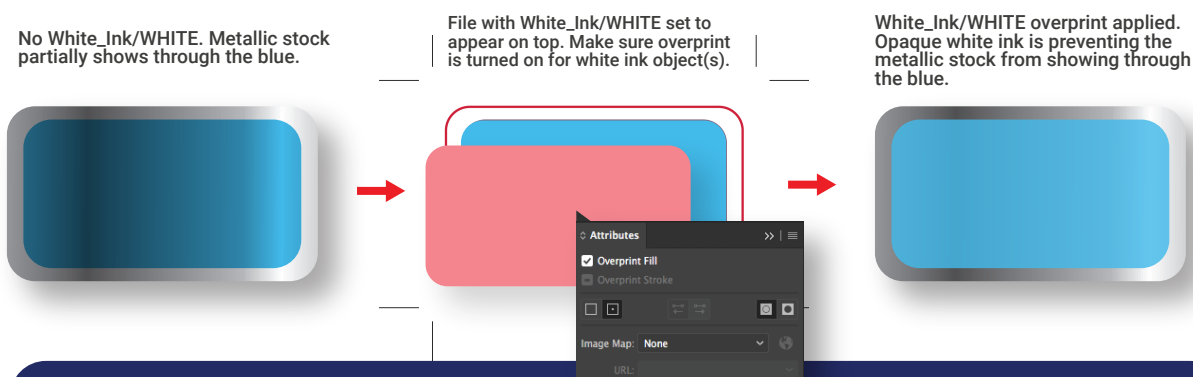 No White_Ink/WHITE. Metallic stock
partially shows through the blue.
File with White_Ink/WHITE set to
appear on top. Make sure overprint
is turned on for white ink object(s).
White_Ink/WHITE overprint applied.
Opaque white ink is preventing the
metallic stock from showing through
the blue.
Attributes
Overprint Fill
Overprint Stroke
Image Map: None
URL: